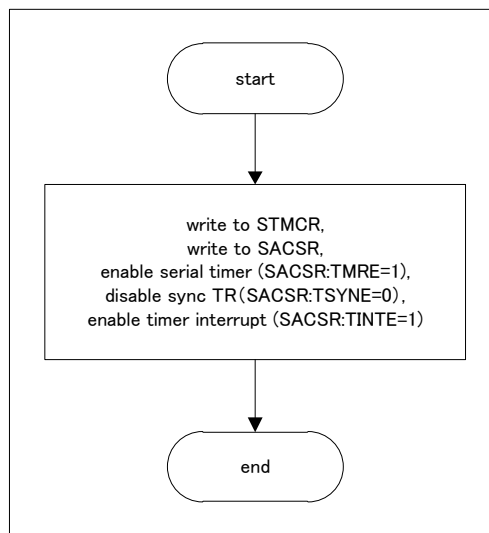 start
write to STMCR,
write to SACSR,
enable serial timer (SACSR:TMRE=1),
disable sync TR(SACSR:TSYNE=0),
enable timer interrupt (SACSR:TINTE=1)
end